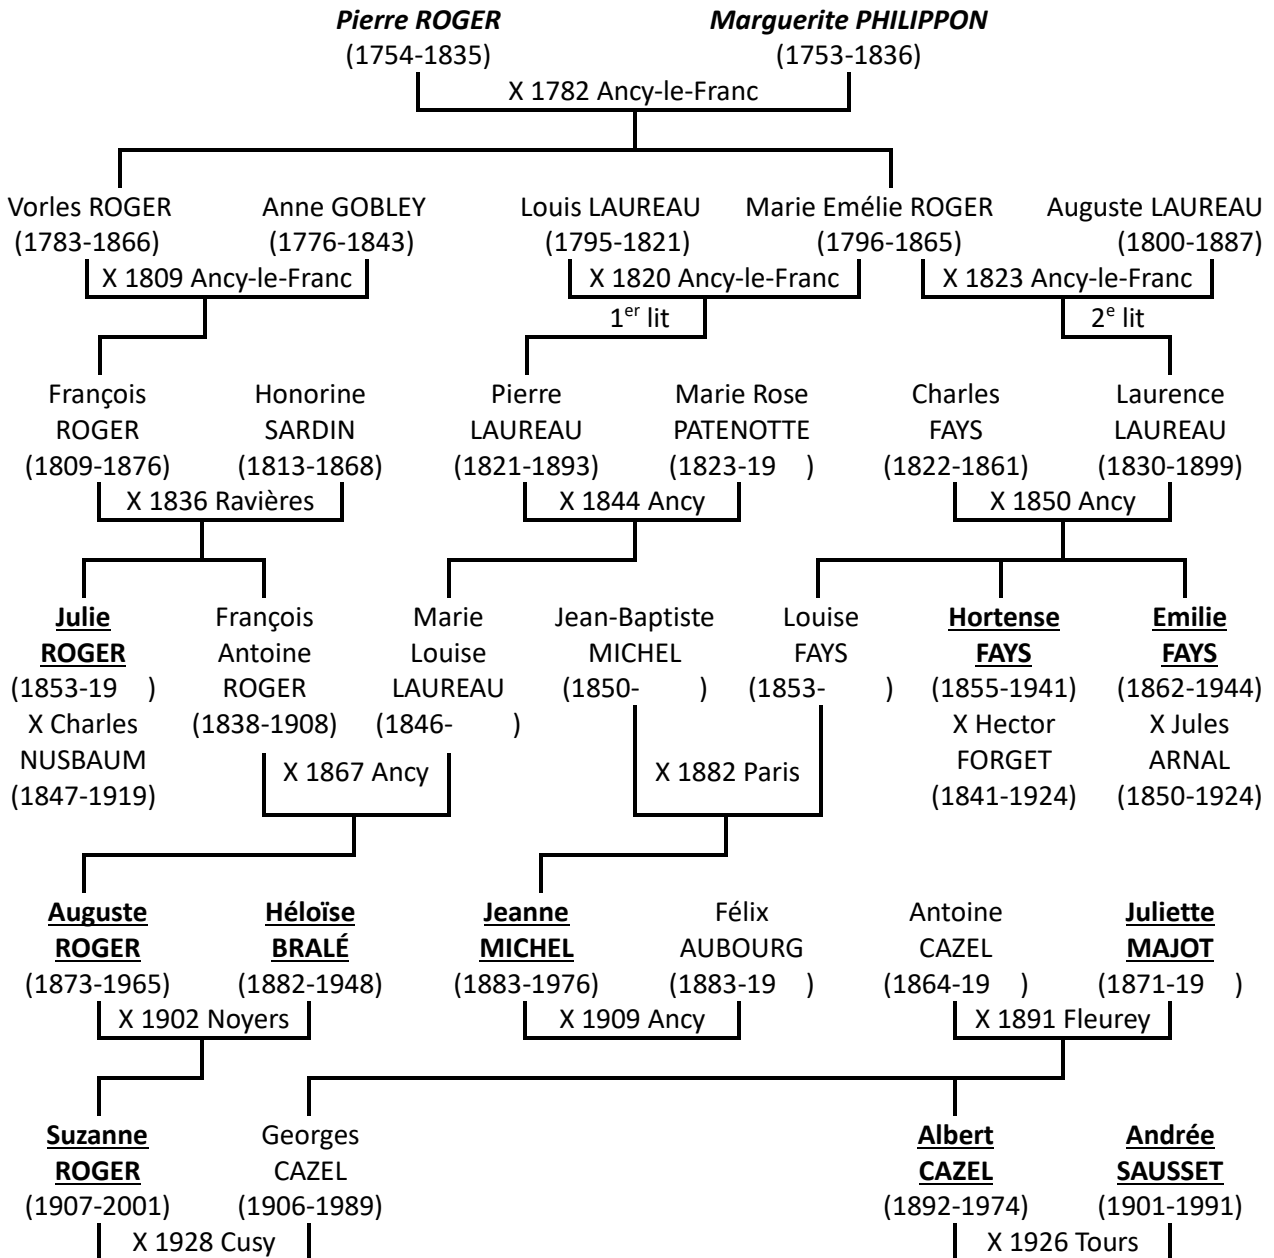 Pierre ROGER Marguerite PHILIPPON
(1754-1835) (1753-1836)
X 1782 Ancy-le-Franc
Vorles ROGER Anne GOBLEY Louis LAUREAU Marie Emélie ROGER Auguste LAUREAU
(1783-1866) (1776-1843) (1795-1821) (1796-1865) (1800-1887)
X 1809 Ancy-le-Franc X 1820 Ancy-le-Franc X 1823 Ancy-le-Franc
1er lit 2e lit
François Honorine Pierre Marie Rose Charles Laurence
ROGER SARDIN LAUREAU PATENOTTE FAYS LAUREAU
(1809-1876) (1813-1868) (1821-1893) (1823-19 ) (1822-1861) (1830-1899)
X 1836 Ravières X 1844 Ancy X 1850 Ancy
Julie François Marie Jean-Baptiste Louise Hortense Emilie
ROGER Antoine Louise MICHEL FAYS FAYS FAYS
(1853-19 ) ROGER LAUREAU (1850- ) (1853- ) (1855-1941) (1862-1944)
X Charles (1838-1908) (1846- ) X Hector X Jules
NUSBAUM X 1867 Ancy X 1882 Paris FORGET ARNAL
(1847-1919) (1841-1924) (1850-1924)
Auguste Héloïse Jeanne Félix Antoine Juliette
ROGER BRALÉ MICHEL AUBOURG CAZEL MAJOT
(1873-1965) (1882-1948) (1883-1976) (1883-19 ) (1864-19 ) (1871-19 )
X 1902 Noyers X 1909 Ancy X 1891 Fleurey
Suzanne Georges Albert Andrée
ROGER CAZEL CAZEL SAUSSET
(1907-2001) (1906-1989) (1892-1974) (1901-1991)
X 1928 Cusy X 1926 Tours